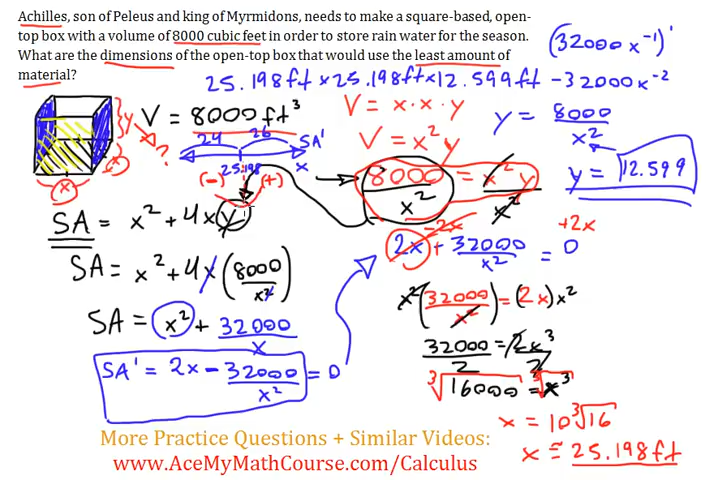 Achilles, son of Peleus and king of Myrmidons, needs to make a square-based, open-
top box with a volume of 8000 cubic feet in order to store rain water for the season.
What are the dimensions of the open-top box that would use the least amount of
material?
(32000x⁻¹)'
25.198ft × 25.198ft × 12.599ft
-32000x⁻²
V = 8000ft³
V = x · x · y
y = 8000/x²
y
?
x
x
24 26 SA'
25.198 x
(-) (+)
V = x²y
y = 12.599
8000/x² = x²y/x²
SA = x² + 4xy
-2x +2x
2x + 32000/x² = 0
SA = x² + 4x(8000/x²)
x²(32000/x²) = (2x)x²
SA = x² + 32000/x
32000/2 = 2x³/2
SA' = 2x - 32000/x² = 0
³√16000 = ³√x³
x = 10³√16
x = 25.198ft
More Practice Questions + Similar Videos:
www.AceMyMathCourse.com/Calculus